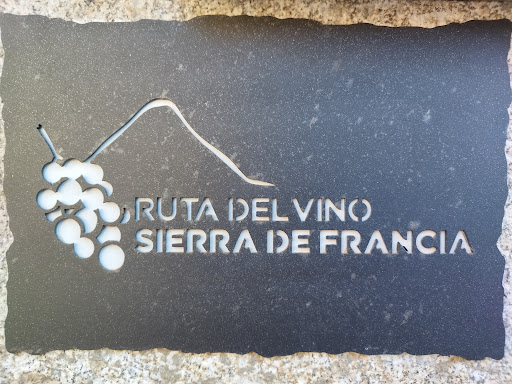 RUTA DEL VINO
SIERRA DE FRANCIA